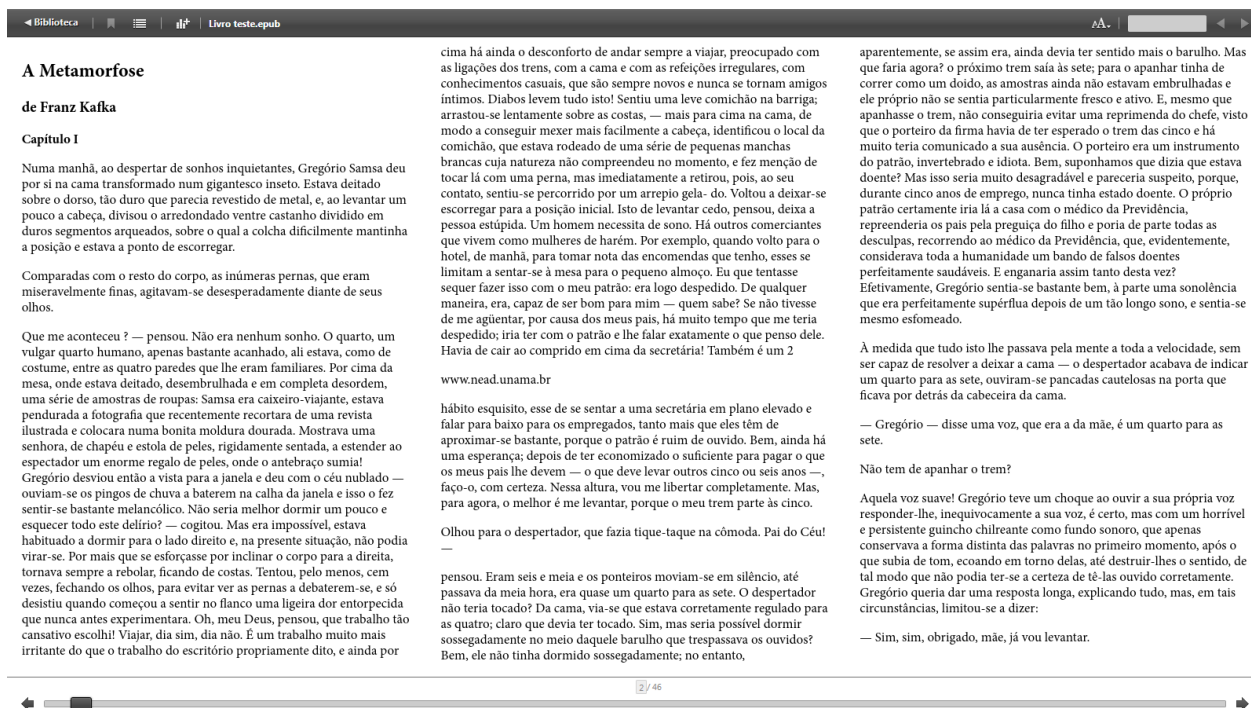 Biblioteca
Livro teste.epub
AA
A Metamorfose
de Franz Kafka
Capítulo I
Numa manhã, ao despertar de sonhos inquietantes, Gregório Samsa deu
por si na cama transformado num gigantesco inseto. Estava deitado
sobre o dorso, tão duro que parecia revestido de metal, e, ao levantar um
pouco a cabeça, divisou o arredondado ventre castanho dividido em
duros segmentos arqueados, sobre o qual a colcha dificilmente mantinha
a posição e estava a ponto de escorregar.
Comparadas com o resto do corpo, as inúmeras pernas, que eram
miseravelmente finas, agitavam-se desesperadamente diante de seus
olhos.
Que me aconteceu ? — pensou. Não era nenhum sonho. O quarto, um
vulgar quarto humano, apenas bastante acanhado, ali estava, como de
costume, entre as quatro paredes que lhe eram familiares. Por cima da
mesa, onde estava deitado, desembrulhada e em completa desordem,
uma série de amostras de roupas: Samsa era caixeiro-viajante, estava
pendurada a fotografia que recentemente recortara de uma revista
ilustrada e colocara numa bonita moldura dourada. Mostrava uma
senhora, de chapéu e estola de peles, rigidamente sentada, a estender ao
espectador um enorme regalo de peles, onde o antebraço sumia!
Gregório desviou então a vista para a janela e deu com o céu nublado —
ouviam-se os pingos de chuva a baterem na calha da janela e isso o fez
sentir-se bastante melancólico. Não seria melhor dormir um pouco e
esquecer todo este delírio? — cogitou. Mas era impossível, estava
habituado a dormir para o lado direito e, na presente situação, não podia
virar-se. Por mais que se esforçasse por inclinar o corpo para a direita,
tornava sempre a rebolar, ficando de costas. Tentou, pelo menos, cem
vezes, fechando os olhos, para evitar ver as pernas a debaterem-se, e só
desistiu quando começou a sentir no flanco uma ligeira dor entorpecida
que nunca antes experimentara. Oh, meu Deus, pensou, que trabalho tão
cansativo escolhi! Viajar, dia sim, dia não. É um trabalho muito mais
irritante do que o trabalho do escritório propriamente dito, e ainda por
cima há ainda o desconforto de andar sempre a viajar, preocupado com
as ligações dos trens, com a cama e com as refeições irregulares, com
conhecimentos casuais, que são sempre novos e nunca se tornam amigos
íntimos. Diabos levem tudo isto! Sentiu uma leve comichão na barriga;
arrastou-se lentamente sobre as costas, — mais para cima na cama, de
modo a conseguir mexer mais facilmente a cabeça, identificou o local da
comichão, que estava rodeado de uma série de pequenas manchas
brancas cuja natureza não compreendeu no momento, e fez menção de
tocar lá com uma perna, mas imediatamente a retirou, pois, ao seu
contato, sentiu-se percorrido por um arrepio gela- do. Voltou a deixar-se
escorregar para a posição inicial. Isto de levantar cedo, pensou, deixa a
pessoa estúpida. Um homem necessita de sono. Há outros comerciantes
que vivem como mulheres de harém. Por exemplo, quando volto para o
hotel, de manhã, para tomar nota das encomendas que tenho, esses se
limitam a sentar-se à mesa para o pequeno almoço. Eu que tentasse
sequer fazer isso com o meu patrão: era logo despedido. De qualquer
maneira, era, capaz de ser bom para mim — quem sabe? Se não tivesse
de me agüentar, por causa dos meus pais, há muito tempo que me teria
despedido; iria ter com o patrão e lhe falar exatamente o que penso dele.
Havia de cair ao comprido em cima da secretária! Também é um 2
www.nead.unama.br
hábito esquisito, esse de se sentar a uma secretária em plano elevado e
falar para baixo para os empregados, tanto mais que eles têm de
aproximar-se bastante, porque o patrão é ruim de ouvido. Bem, ainda há
uma esperança; depois de ter economizado o suficiente para pagar o que
os meus pais lhe devem — o que deve levar outros cinco ou seis anos —,
faço-o, com certeza. Nessa altura, vou me libertar completamente. Mas,
para agora, o melhor é me levantar, porque o meu trem parte às cinco.
Olhou para o despertador, que fazia tique-taque na cômoda. Pai do Céu!
—
pensou. Eram seis e meia e os ponteiros moviam-se em silêncio, até
passava da meia hora, era quase um quarto para as sete. O despertador
não teria tocado? Da cama, via-se que estava corretamente regulado para
as quatro; claro que devia ter tocado. Sim, mas seria possível dormir
sossegadamente no meio daquele barulho que trespassava os ouvidos?
Bem, ele não tinha dormido sossegadamente; no entanto,
aparentemente, se assim era, ainda devia ter sentido mais o barulho. Mas
que faria agora? o próximo trem saía às sete; para o apanhar tinha de
correr como um doido, as amostras ainda não estavam embrulhadas e
ele próprio não se sentia particularmente fresco e ativo. E, mesmo que
apanhasse o trem, não conseguiria evitar uma reprimenda do chefe, visto
que o porteiro da firma havia de ter esperado o trem das cinco e há
muito teria comunicado a sua ausência. O porteiro era um instrumento
do patrão, invertebrado e idiota. Bem, suponhamos que dizia que estava
doente? Mas isso seria muito desagradável e pareceria suspeito, porque,
durante cinco anos de emprego, nunca tinha estado doente. O próprio
patrão certamente iria lá a casa com o médico da Previdência,
repreenderia os pais pela preguiça do filho e poria de parte todas as
desculpas, recorrendo ao médico da Previdência, que, evidentemente,
considerava toda a humanidade um bando de falsos doentes
perfeitamente saudáveis. E enganaria assim tanto desta vez?
Efetivamente, Gregório sentia-se bastante bem, à parte uma sonolência
que era perfeitamente supérflua depois de um tão longo sono, e sentia-se
mesmo esfomeado.
À medida que tudo isto lhe passava pela mente a toda a velocidade, sem
ser capaz de resolver a deixar a cama — o despertador acabava de indicar
um quarto para as sete, ouviram-se pancadas cautelosas na porta que
ficava por detrás da cabeceira da cama.
— Gregório — disse uma voz, que era a da mãe, é um quarto para as
sete.
Não tem de apanhar o trem?
Aquela voz suave! Gregório teve um choque ao ouvir a sua própria voz
responder-lhe, inequivocamente a sua voz, é certo, mas com um horrível
e persistente guincho chilreante como fundo sonoro, que apenas
conservava a forma distinta das palavras no primeiro momento, após o
que subia de tom, ecoando em torno delas, até destruir-lhes o sentido, de
tal modo que não podia ter-se a certeza de tê-las ouvido corretamente.
Gregório queria dar uma resposta longa, explicando tudo, mas, em tais
circunstâncias, limitou-se a dizer:
— Sim, sim, obrigado, mãe, já vou levantar.
2 / 46